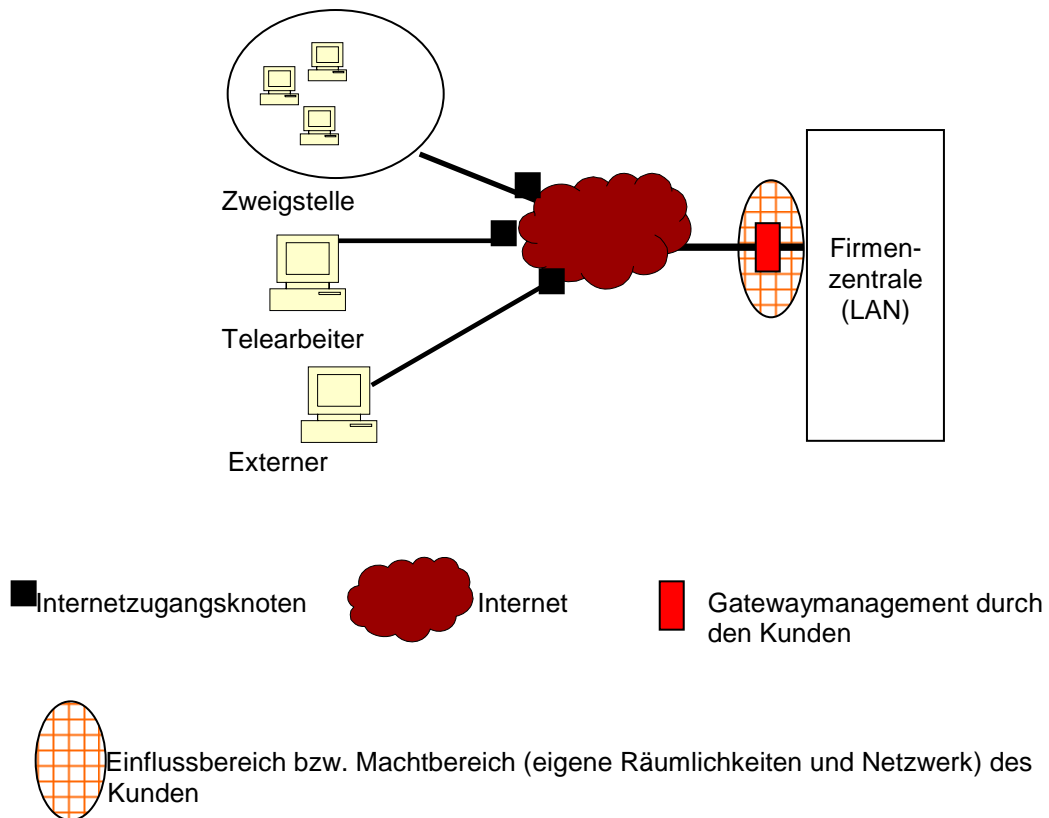 Zweigstelle
Telearbeiter
Externer
Firmen-
zentrale
(LAN)
Internetzugangsknoten
Internet
Gatewaymanagement durch
den Kunden
Einflussbereich bzw. Machtbereich (eigene Räumlichkeiten und Netzwerk) des
Kunden